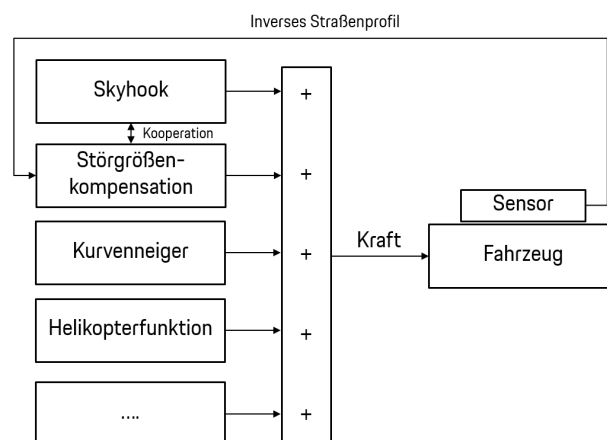 Inverses Straßenprofil
Skyhook
+
Kooperation
Störgrößen-
kompensation
+
Sensor
Kurvenneiger
+
Kraft
Fahrzeug
Helikopterfunktion
+
....
+